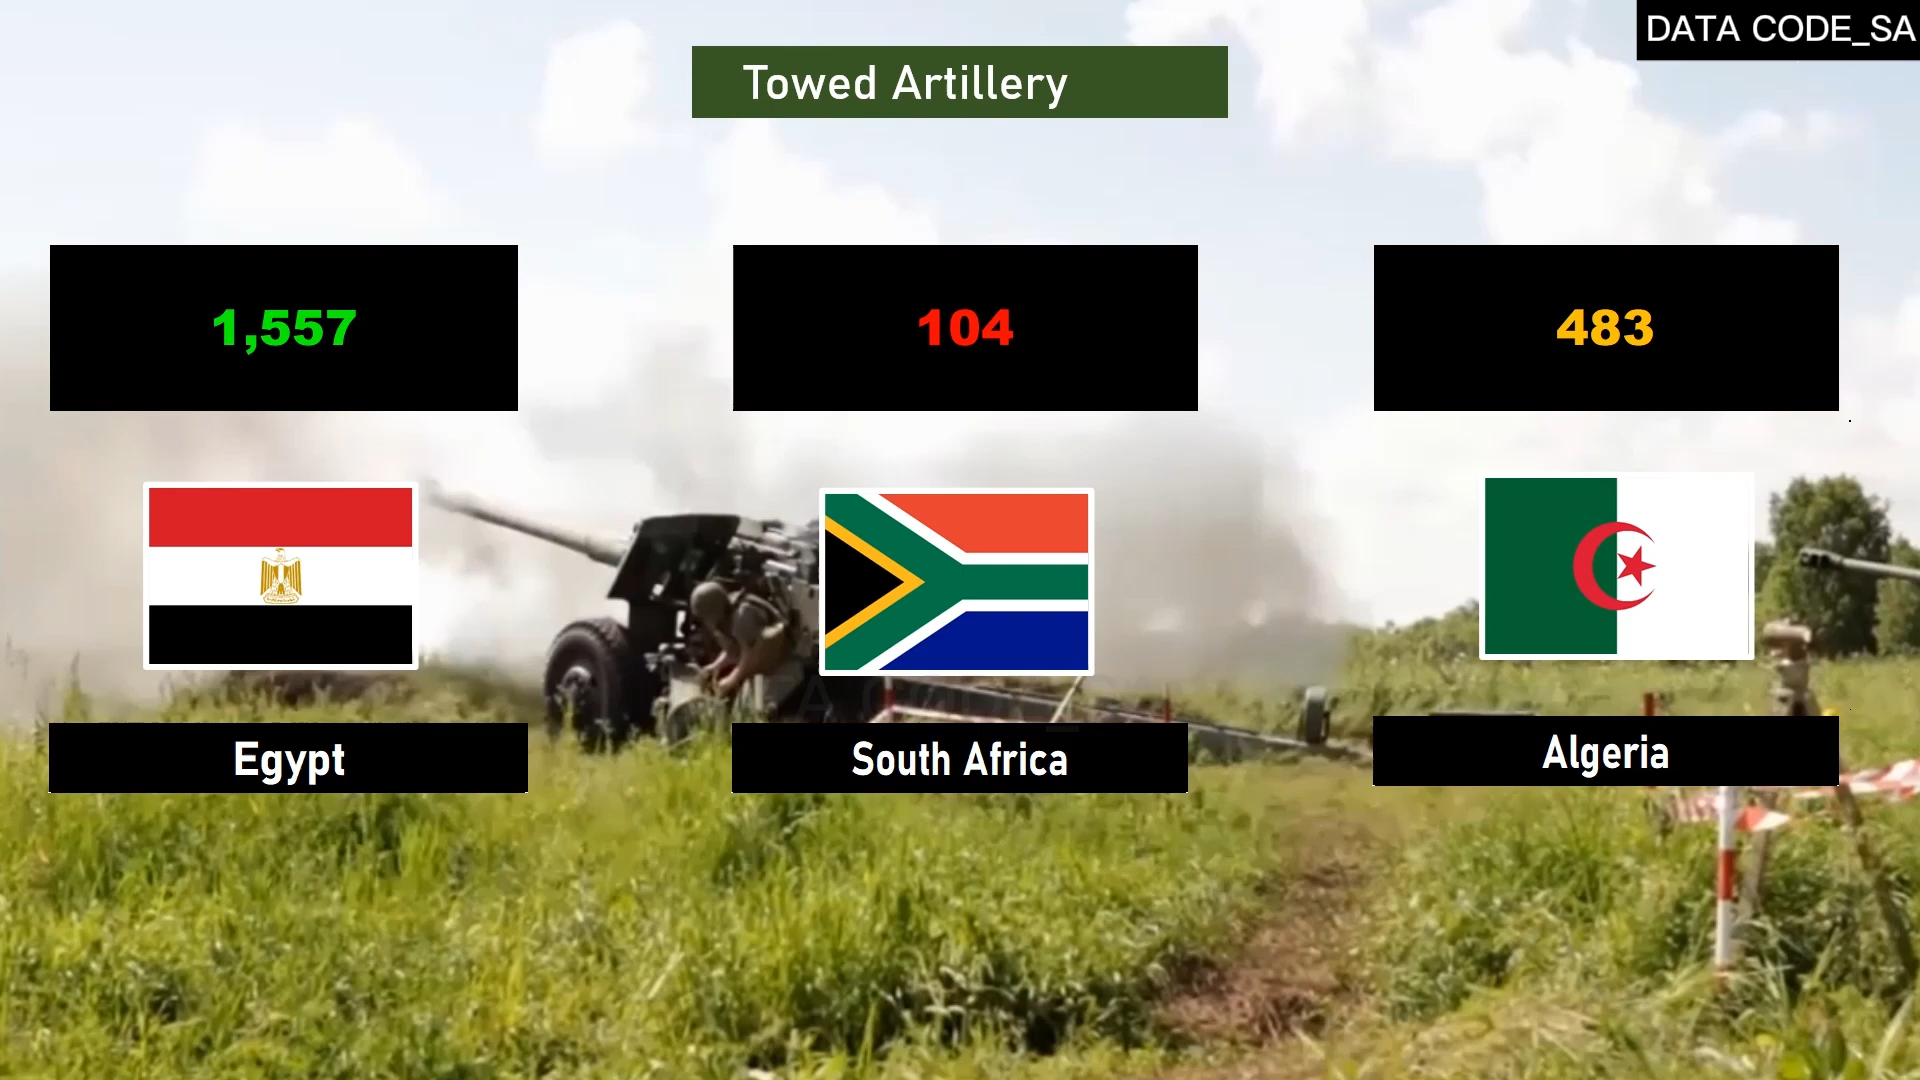 DATA CODE_SA
Towed Artillery
1,557
104
483
Egypt
South Africa
Algeria